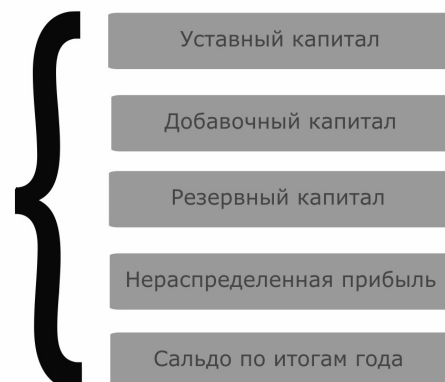 Уставный капитал
Добавочный капитал
Резервный капитал
Нераспределенная прибыль
Сальдо по итогам года